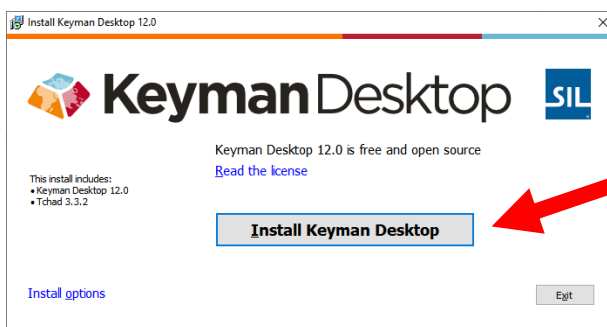 Install Keyman Desktop 12.0
Keyman Desktop
SIL
Keyman Desktop 12.0 is free and open source
Read the license
This install includes:
• Keyman Desktop 12.0
• Tchad 3.3.2
Install Keyman Desktop
Install options
Exit